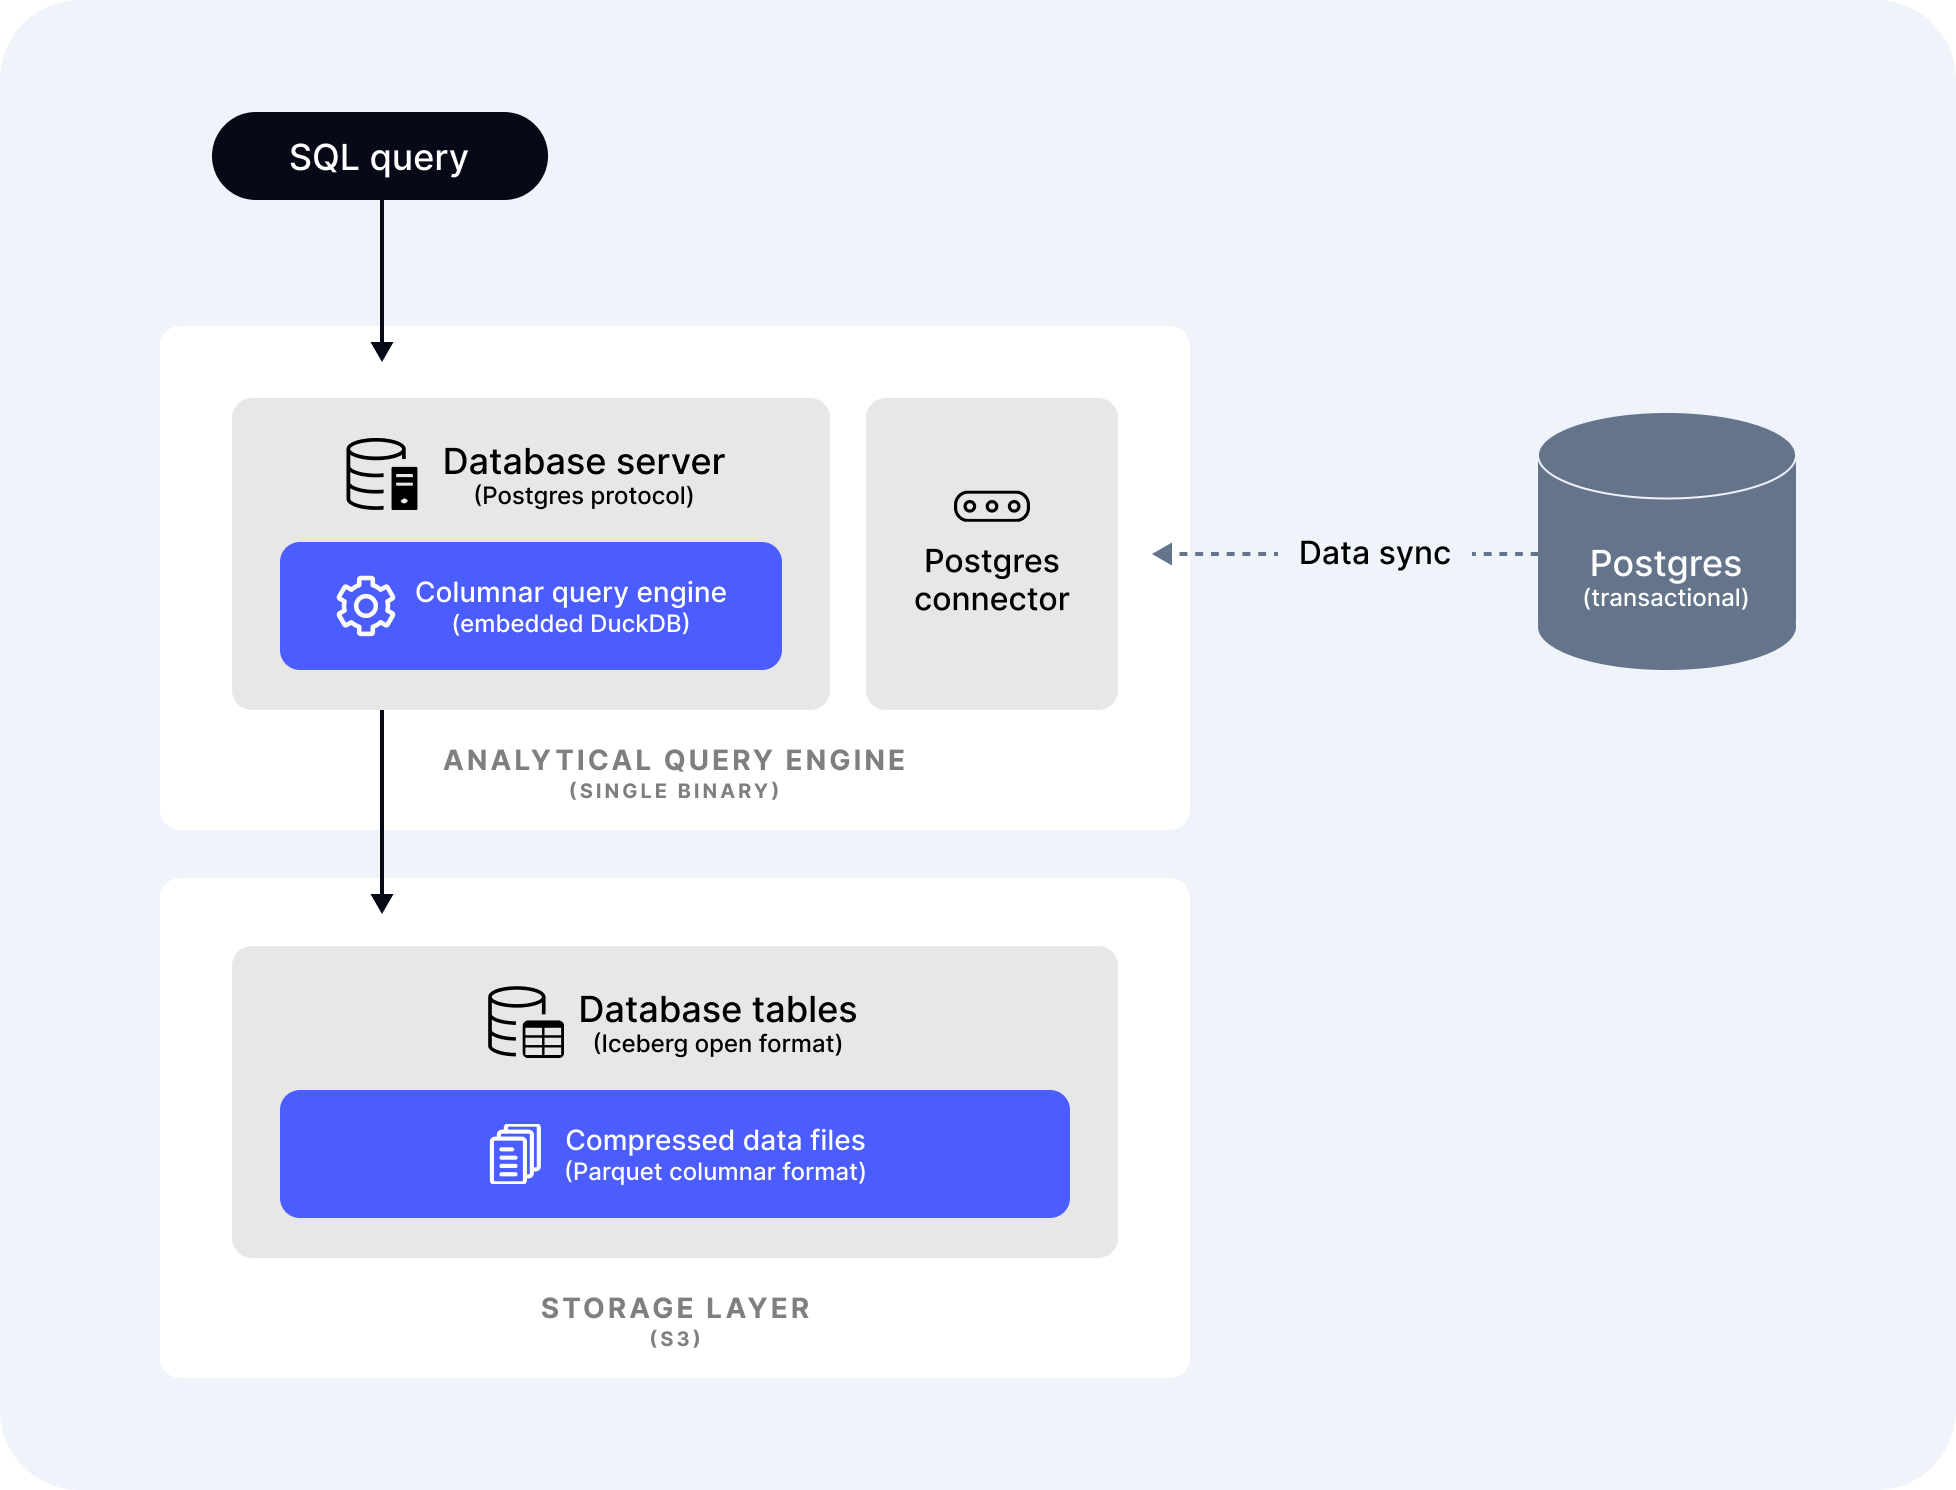 SQL query
Database server
(Postgres protocol)
Columnar query engine
(embedded DuckDB)
Postgres
connector
Data sync
Postgres
(transactional)
ANALYTICAL QUERY ENGINE
(SINGLE BINARY)
Database tables
(Iceberg open format)
Compressed data files
(Parquet columnar format)
STORAGE LAYER
(S3)